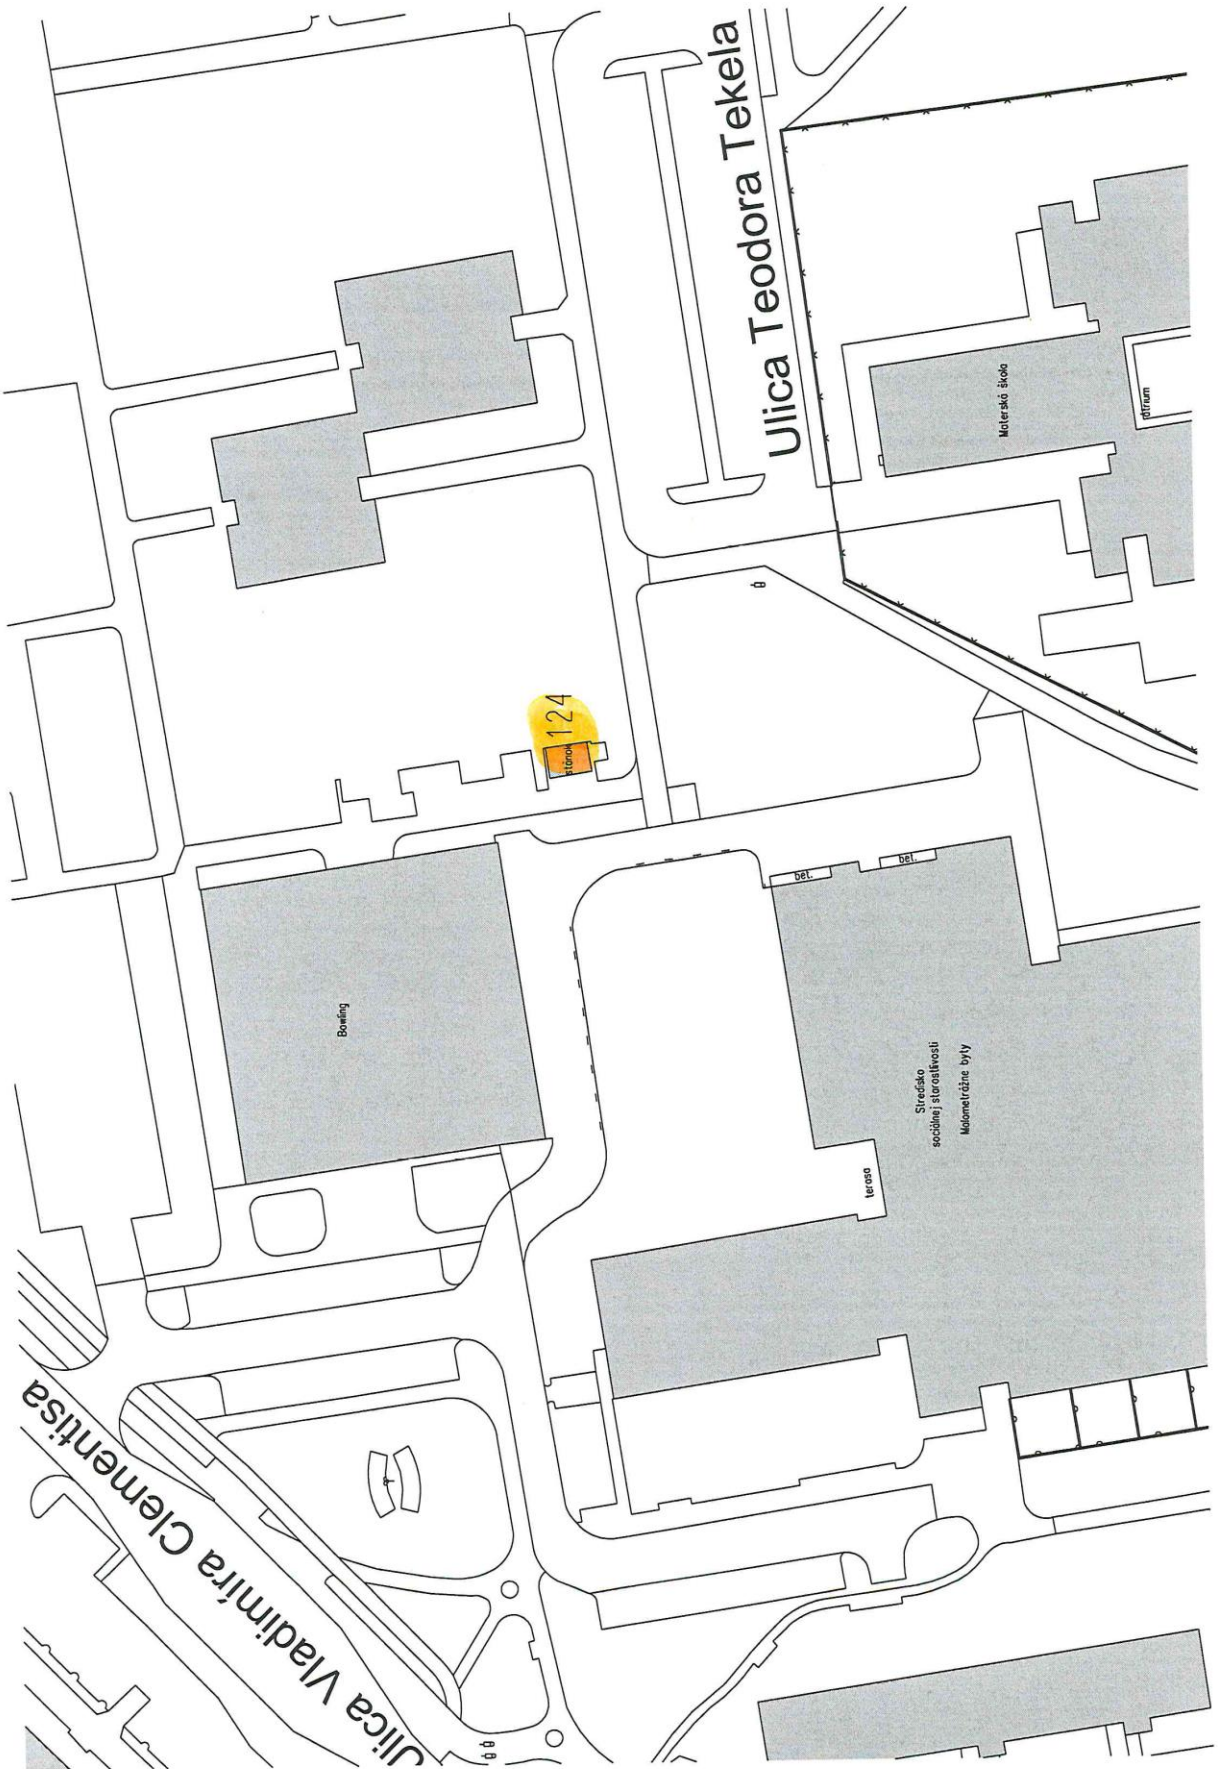 Ulica Teodora Tekela
Materská škola
átrium
124
stánok
bet.
bet.
Bowling
Stredisko
sociálnej starostlivosti
Malometrážne byty
terasa
Ulica Vladimíra Clementisa